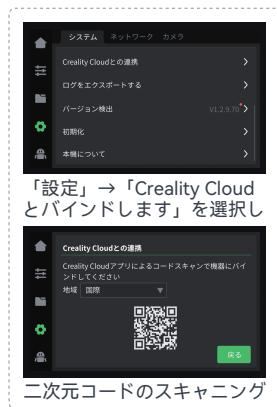 システム ネットワーク カメラ
Creality Cloudとの連携
ログをエクスポートする
バージョン検出 V1.2.9.70
初期化
本機について
「設定」→「Creality Cloud
とバインドします」を選択し
Creality Cloudとの連携
Creality Cloudアプリによるコードスキャンで機器にバイ
ンドしてください
地域 国際
戻る
二次元コードのスキャニング